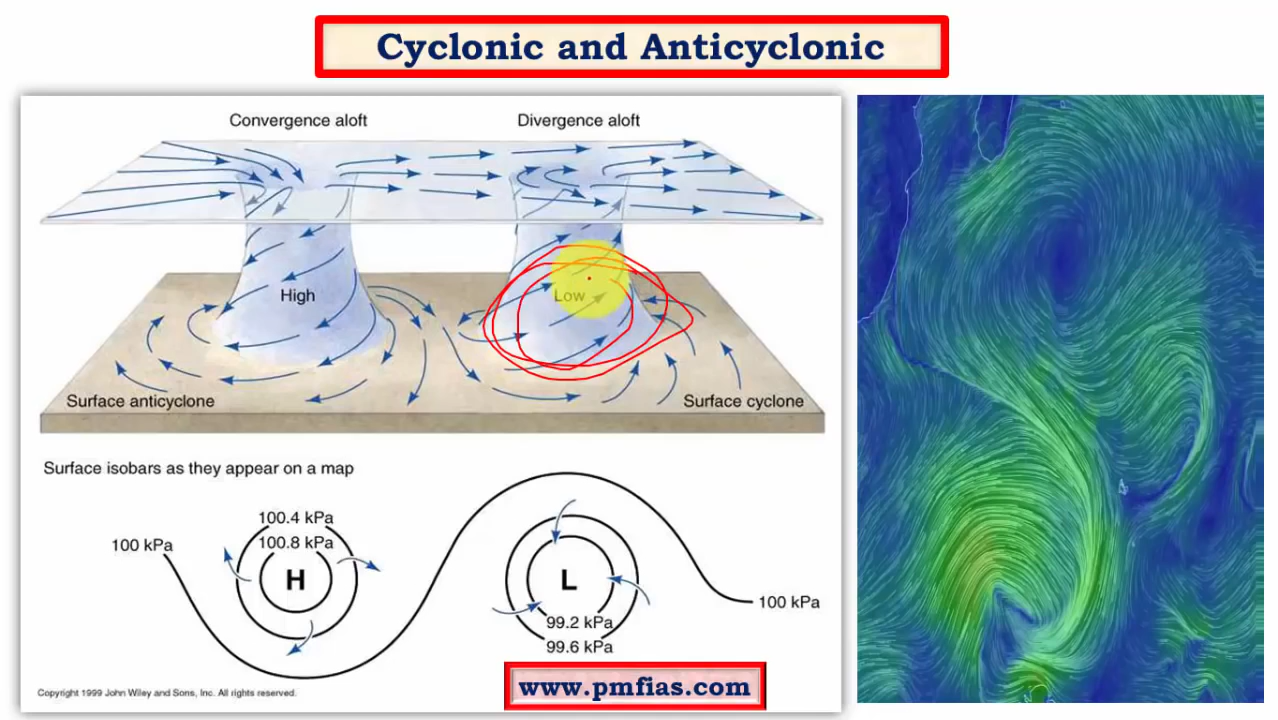 Cyclonic and Anticyclonic
Convergence aloft
Divergence aloft
High
Low
Surface anticyclone
Surface cyclone
Surface isobars as they appear on a map
100 kPa
100.4 kPa
100.8 kPa
H
L
99.2 kPa
99.6 kPa
100 kPa
Copyright 1999 John Wiley and Sons, Inc. All rights reserved.
www.pmfias.com